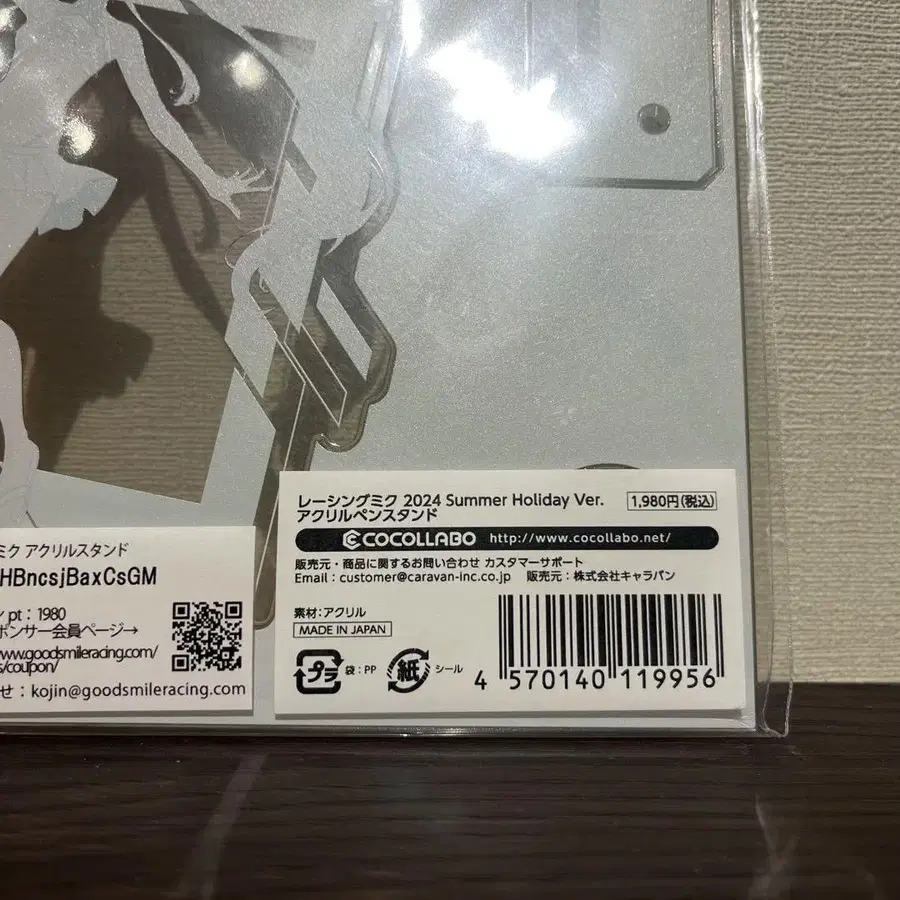 レーシングミク 2024 Summer Holiday Ver.
アクリルペンスタンド
1,980円(税込)
COCOLLABO http://www.cocollabo.net/
販売元・商品に関するお問い合わせ カスタマーサポート
Email：customer@caravan-inc.co.jp 販売元：株式会社キャラバン
素材：アクリル
MADE IN JAPAN
プラ 袋：PP 紙 シール
4 570140 119956
ミク アクリルスタンド
HBncsjBaxCsGM
pt：1980
ポンサー会員ページ→
www.goodsmileracing.com/
s/coupon/
せ：kojin@goodsmileracing.com